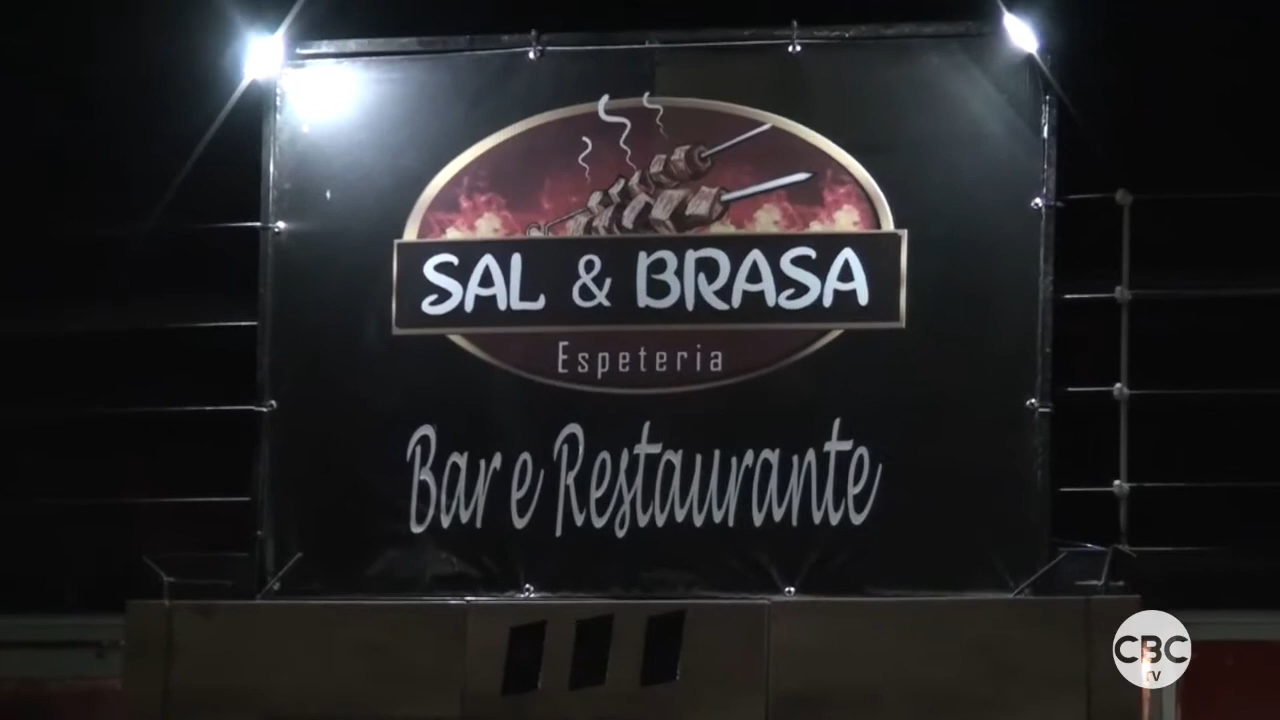 SAL & BRASA
Espeteria
Bar e Restaurante
CBC
TV